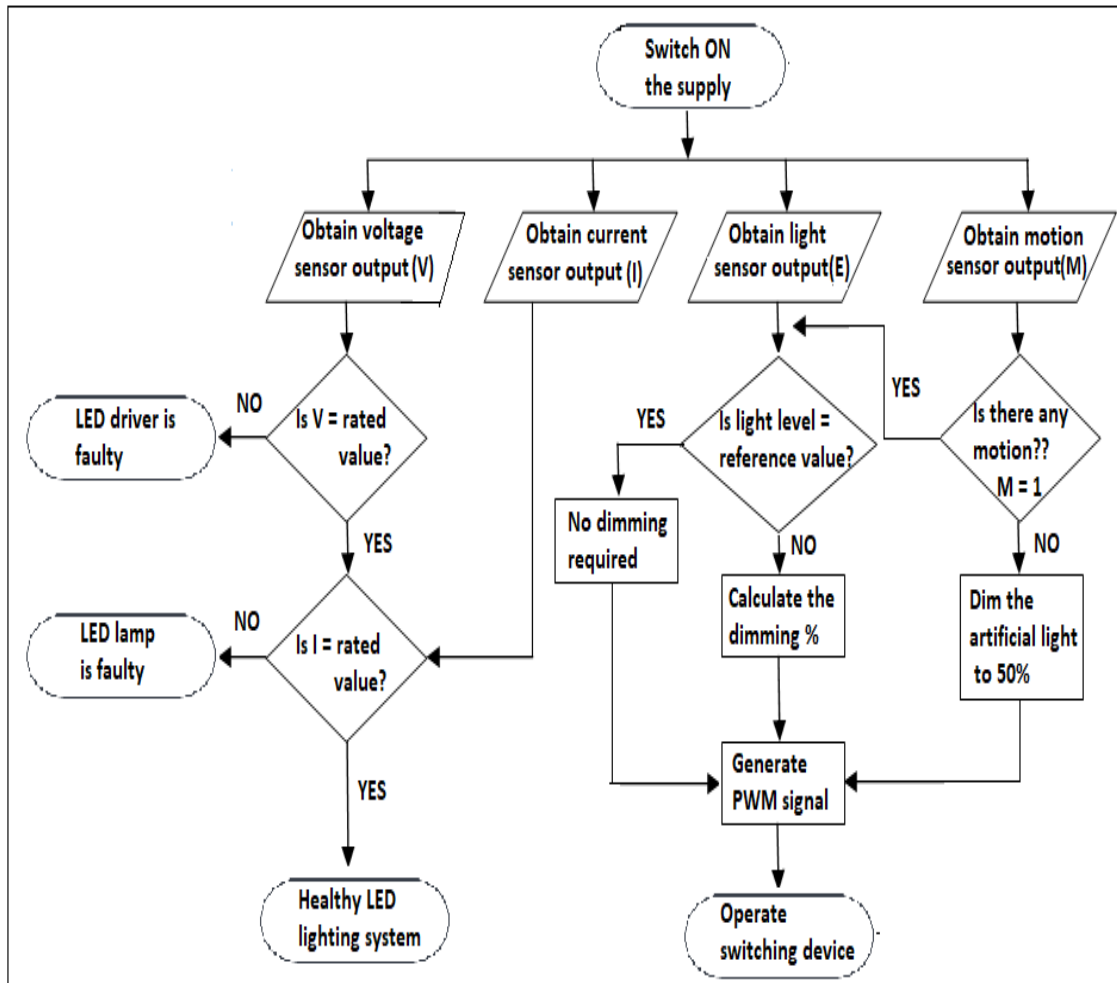 Switch ON
the supply
Obtain voltage
sensor output (V)
Obtain current
sensor output (I)
Obtain light
sensor output(E)
Obtain motion
sensor output(M)
NO
LED driver is
faulty
Is V = rated
value?
YES
Is light level =
reference value?
YES
Is there any
motion??
M = 1
No dimming
required
YES
NO
NO
LED lamp
is faulty
NO
Is I = rated
value?
Calculate the
dimming %
Dim the
artificial light
to 50%
YES
Generate
PWM signal
Healthy LED
lighting system
Operate
switching device